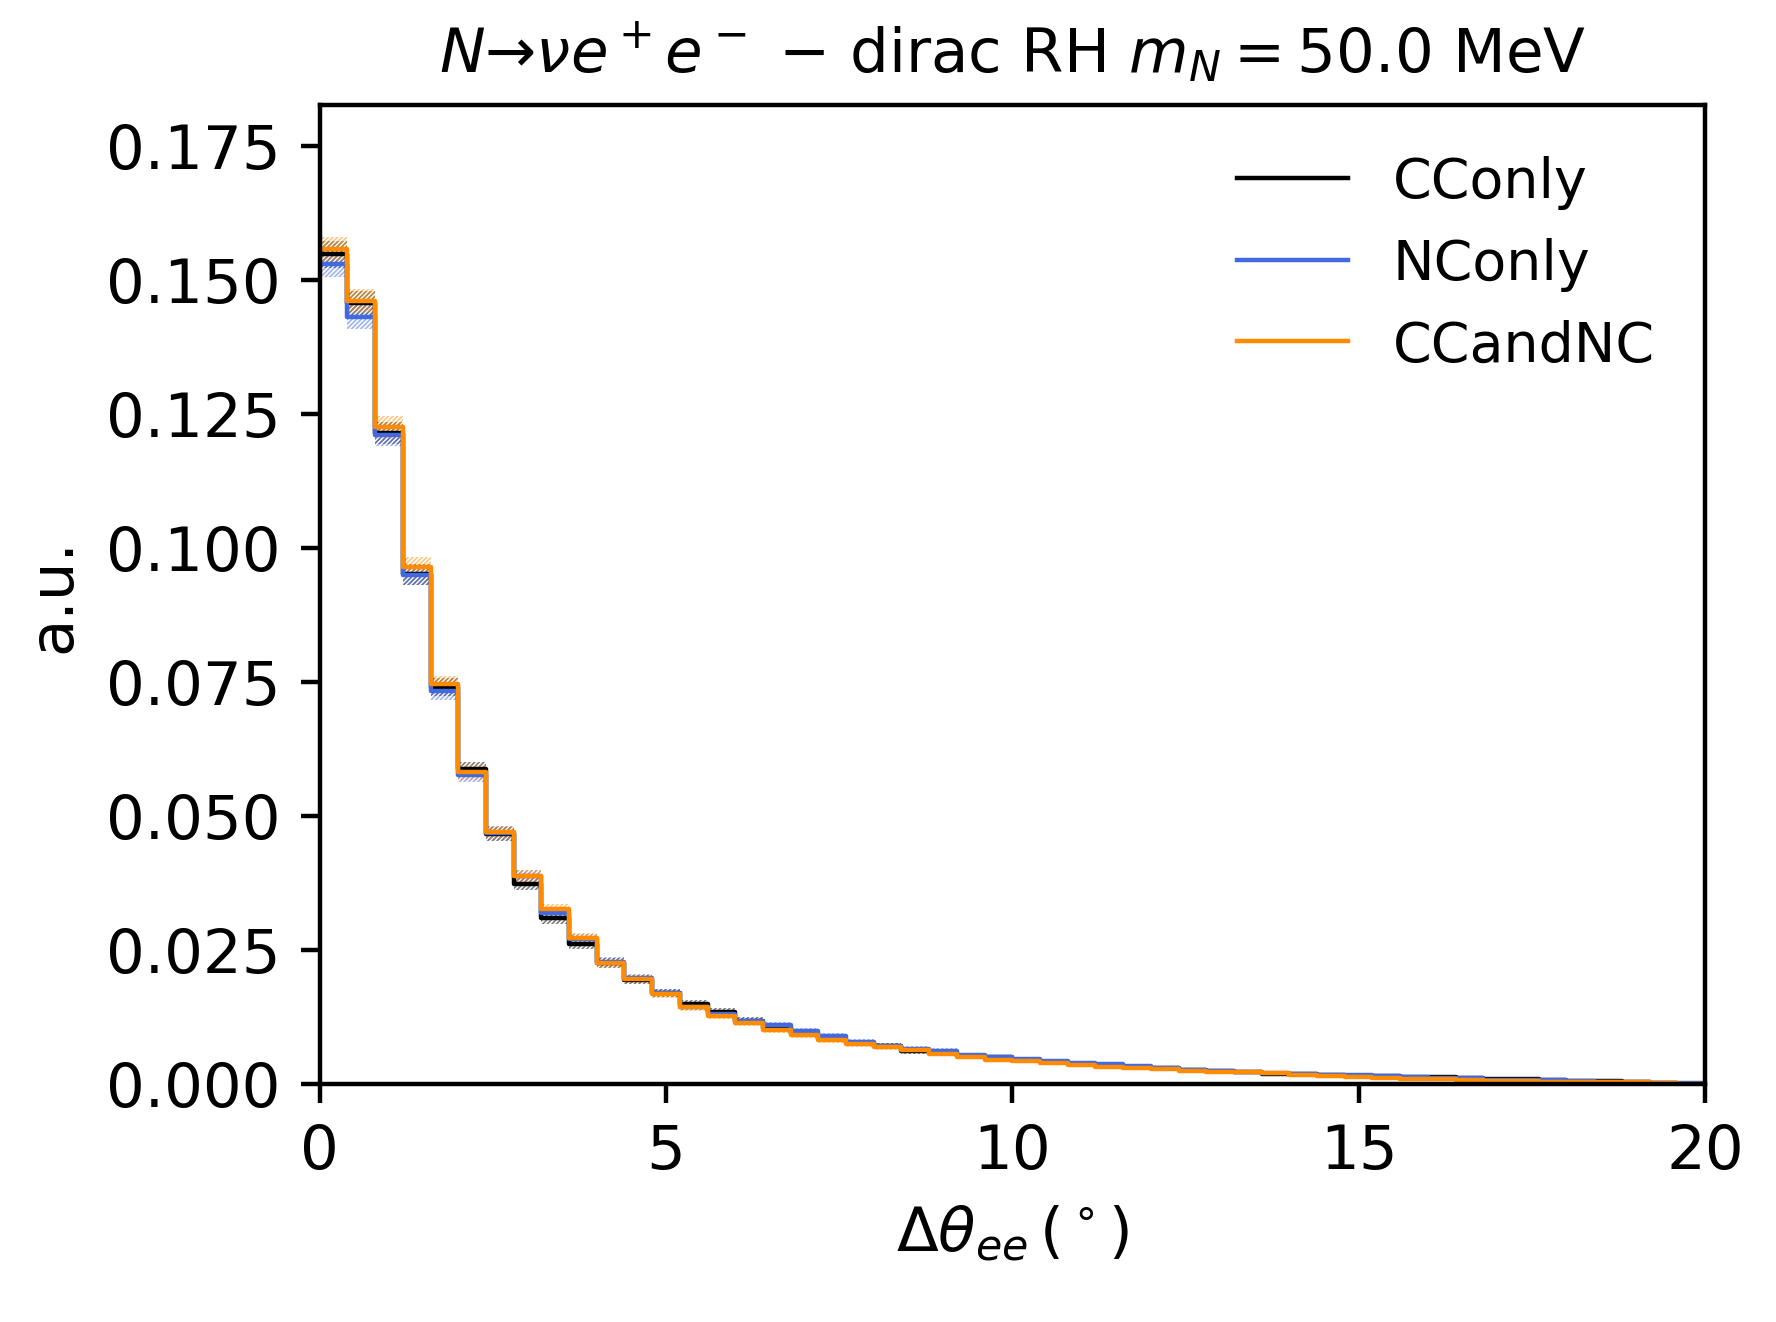 N→νe⁺e⁻ − dirac RH m_N = 50.0 MeV
0.175
0.150
0.125
0.100
0.075
0.050
0.025
0.000
a.u.
CConly
NConly
CCandNC
0 5 10 15 20
Δθ_ee (°)